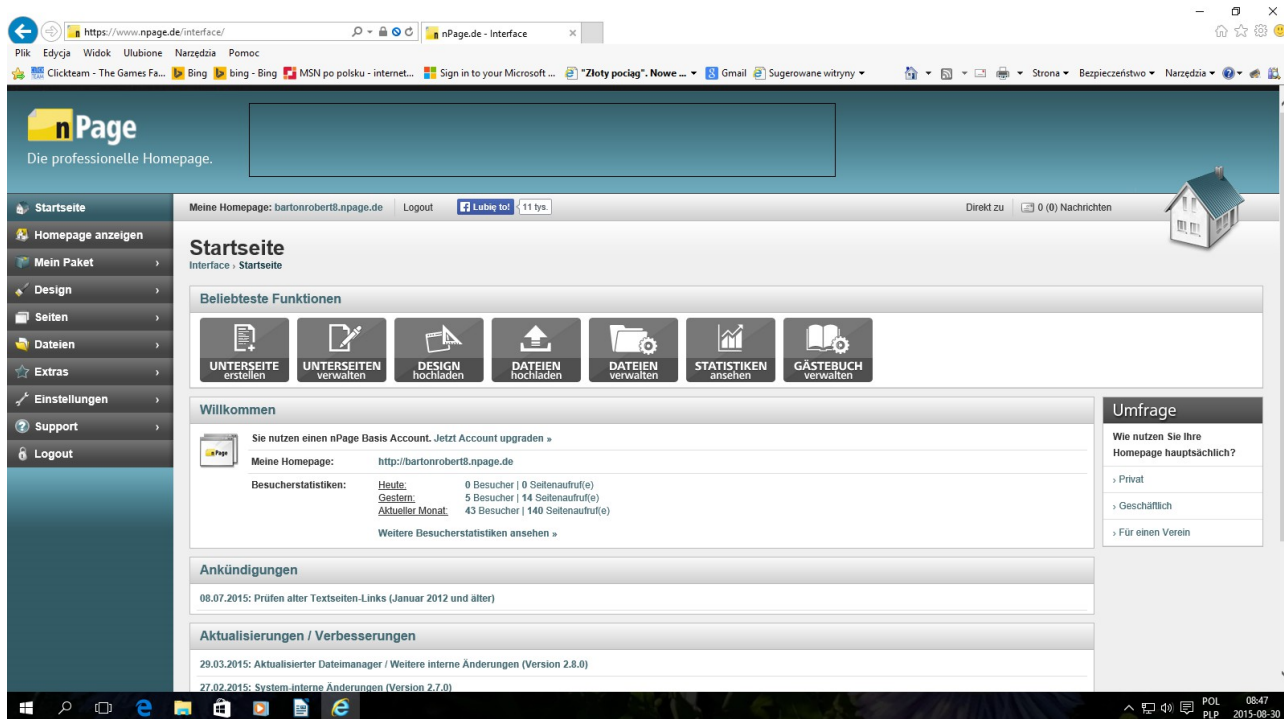 https://www.npage.de/interface/
nPage.de - Interface
Plik Edycja Widok Ulubione Narzędzia Pomoc
Clickteam - The Games Fa... Bing bing - Bing MSN po polsku - internet... Sign in to your Microsoft ... "Złoty pociąg". Nowe ... Gmail Sugerowane witryny Strona Bezpieczeństwo Narzędzia
nPage
Die professionelle Homepage.
Startseite
Homepage anzeigen
Mein Paket
Design
Seiten
Dateien
Extras
Einstellungen
Support
Logout
Meine Homepage: bartonrobert8.npage.de Logout Lubię to! 11 tys. Direkt zu 0 (0) Nachrichten
Startseite
Interface › Startseite
Beliebteste Funktionen
UNTERSEITE erstellen
UNTERSEITEN verwalten
DESIGN hochladen
DATEIEN hochladen
DATEIEN verwalten
STATISTIKEN ansehen
GÄSTEBUCH verwalten
Willkommen
nPage
Sie nutzen einen nPage Basis Account. Jetzt Account upgraden »
Meine Homepage: http://bartonrobert8.npage.de
Besucherstatistiken: Heute: 0 Besucher | 0 Seitenaufruf(e)
Gestern: 5 Besucher | 14 Seitenaufruf(e)
Aktueller Monat: 43 Besucher | 140 Seitenaufruf(e)
Weitere Besucherstatistiken ansehen »
Umfrage
Wie nutzen Sie Ihre
Homepage hauptsächlich?
› Privat
› Geschäftlich
› Für einen Verein
Ankündigungen
08.07.2015: Prüfen alter Textseiten-Links (Januar 2012 und älter)
Aktualisierungen / Verbesserungen
29.03.2015: Aktualisierter Dateimanager / Weitere interne Änderungen (Version 2.8.0)
27.02.2015: System-interne Änderungen (Version 2.7.0)
POL 08:47
PLP 2015-08-30